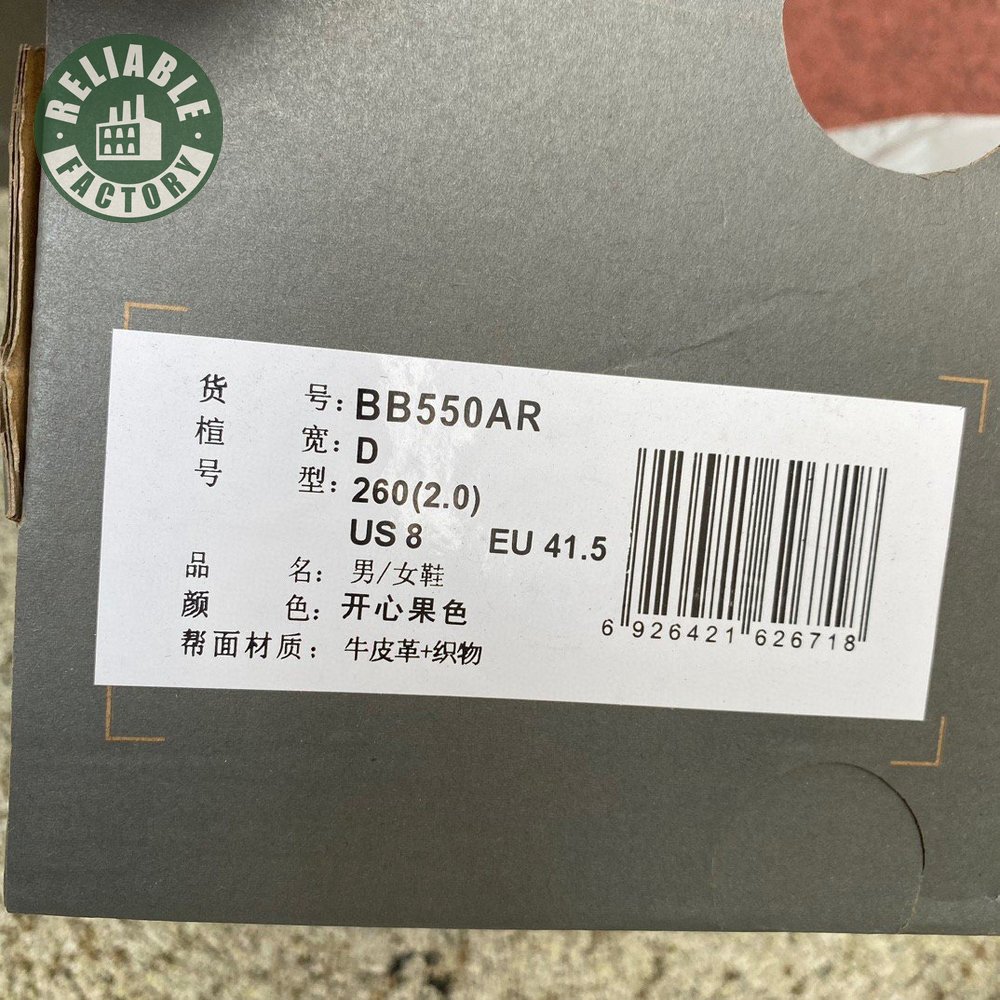 RELIABLE
FACTORY
货 号: BB550AR
楦 宽: D
号 型: 260(2.0)
US 8 EU 41.5
品 名: 男/女鞋
颜 色: 开心果色
帮面材质: 牛皮革+织物
6 926421 626718